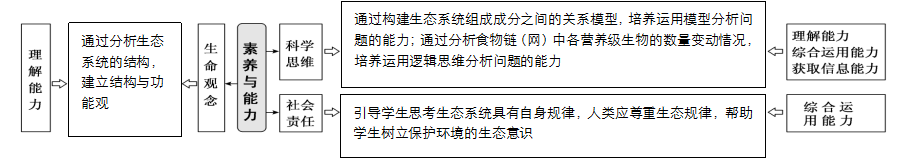 理解能力
通过分析生态
系统的结构，
建立结构与功
能观
生命观念
素养与能力
科学
思维
通过构建生态系统组成成分之间的关系模型，培养运用模型分析问
题的能力；通过分析食物链（网）中各营养级生物的数量变动情况，
培养运用逻辑思维分析问题的能力
理解能力
综合运用能力
获取信息能力
社会
责任
引导学生思考生态系统具有自身规律，人类应尊重生态规律，帮助
学生树立保护环境的生态意识
综合运
用能力